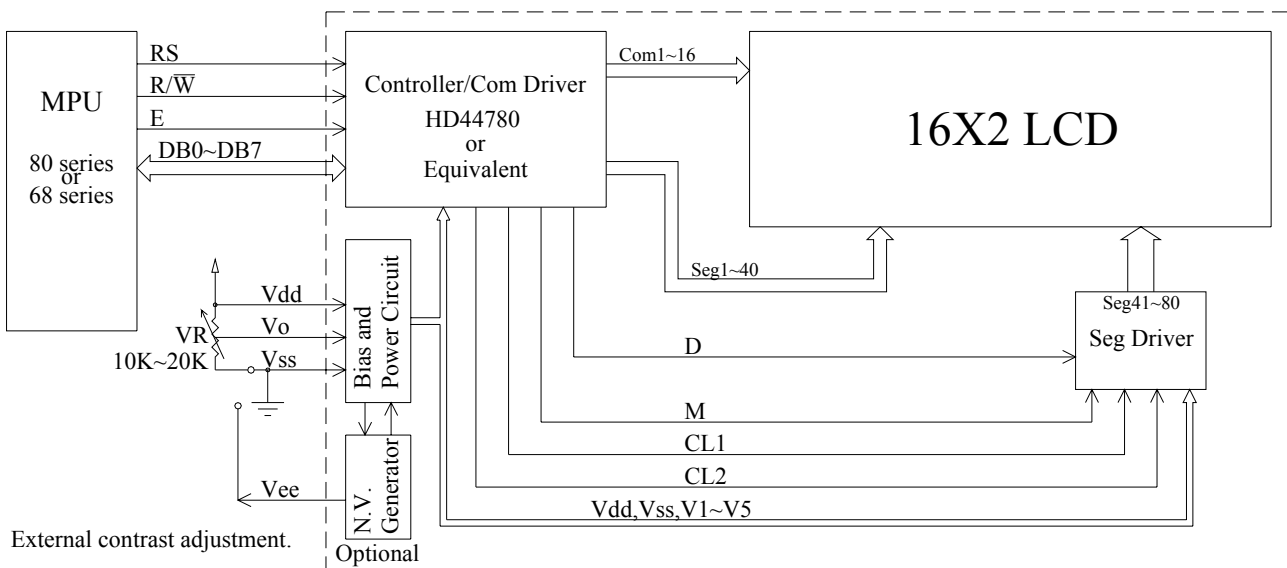 MPU
80 series
or
68 series
RS
R/W̅
E
DB0~DB7
Controller/Com Driver
HD44780
or
Equivalent
Com1~16
16X2 LCD
Seg1~40
Seg41~80
Seg Driver
Vdd
Vo
VR
10K~20K
Vss
Bias and
Power Circuit
D
M
CL1
CL2
Vdd,Vss,V1~V5
Vee
N.V.
Generator
Optional
External contrast adjustment.